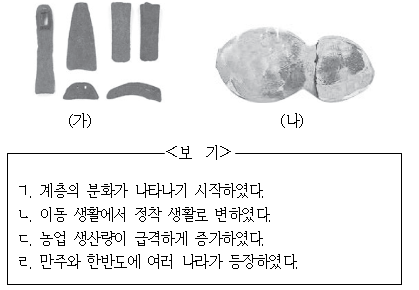 (가) (나)
<보 기>
ㄱ. 계층의 분화가 나타나기 시작하였다.
ㄴ. 이동 생활에서 정착 생활로 변하였다.
ㄷ. 농업 생산량이 급격하게 증가하였다.
ㄹ. 만주와 한반도에 여러 나라가 등장하였다.